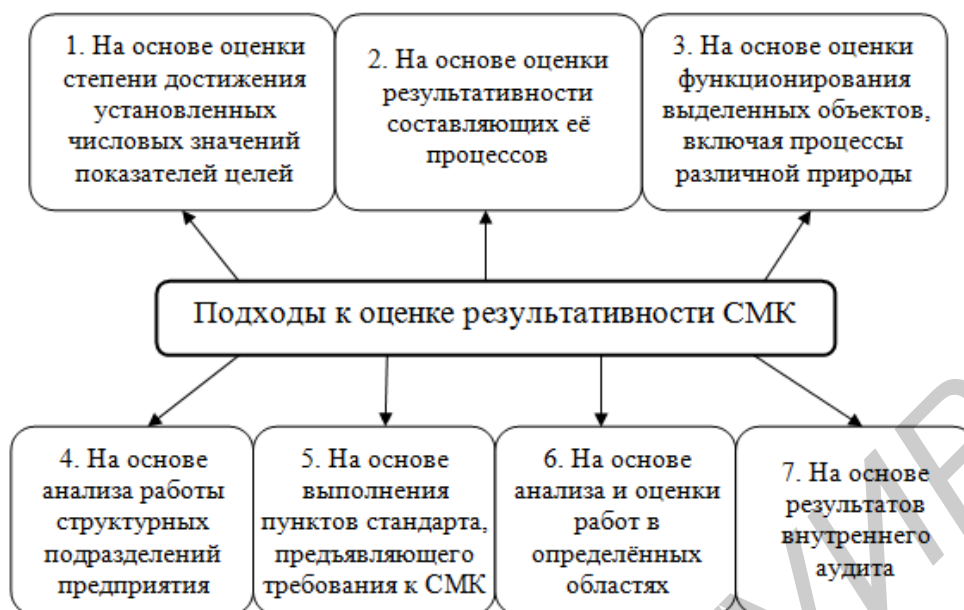 1. На основе оценки
степени достижения
установленных
числовых значений
показателей целей
2. На основе оценки
результативности
составляющих её
процессов
3. На основе оценки
функционирования
выделенных объектов,
включая процессы
различной природы
Подходы к оценке результативности СМК
4. На основе
анализа работы
структурных
подразделений
предприятия
5. На основе
выполнения
пунктов стандарта,
предъявляющего
требования к СМК
6. На основе
анализа и оценки
работ в
определённых
областях
7. На основе
результатов
внутреннего
аудита